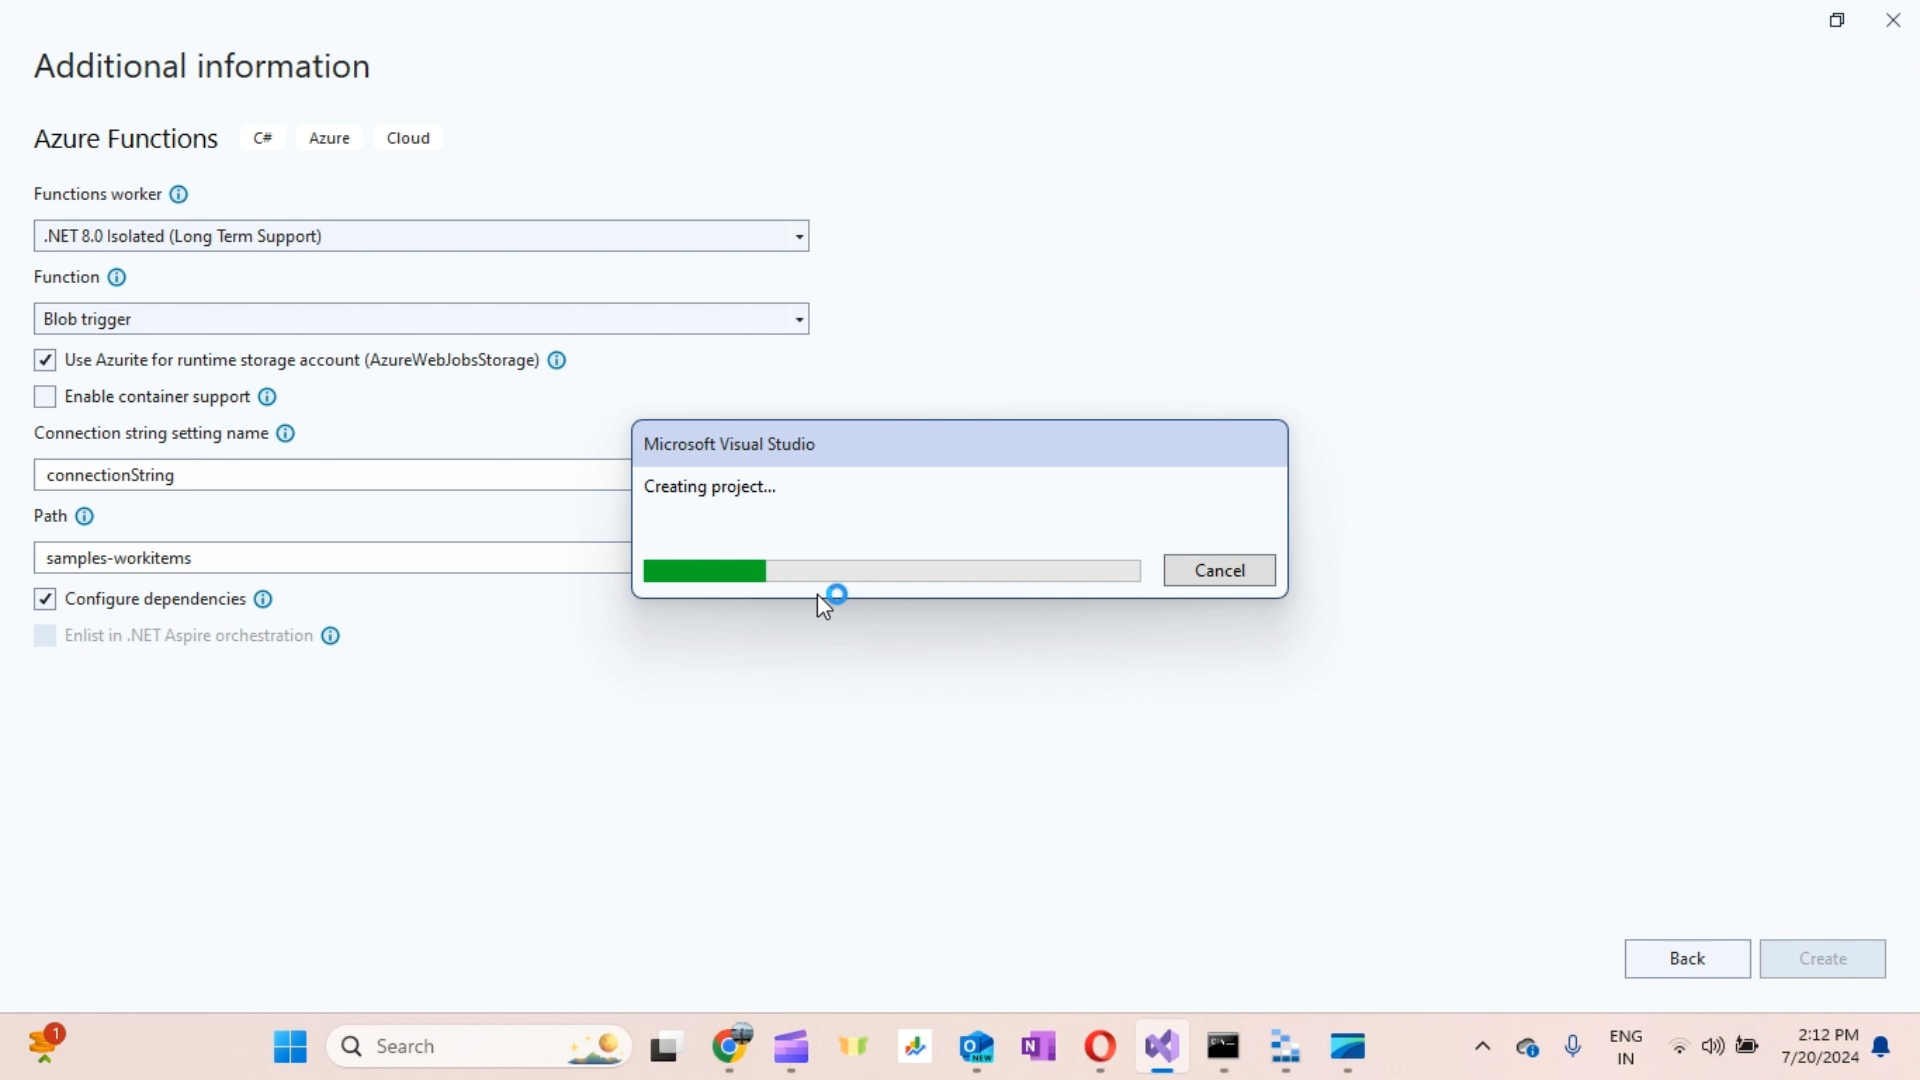 Additional information
Azure Functions C# Azure Cloud
Functions worker
.NET 8.0 Isolated (Long Term Support)
Function
Blob trigger
Use Azurite for runtime storage account (AzureWebJobsStorage)
Enable container support
Connection string setting name
connectionString
Path
samples-workitems
Configure dependencies
Enlist in .NET Aspire orchestration
Microsoft Visual Studio
Creating project...
Cancel
Back Create
1
Search
NEW
ENG
IN
2:12 PM
7/20/2024